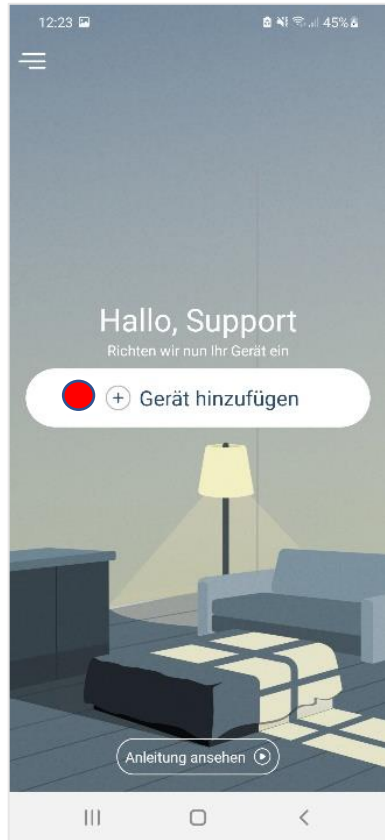 12:23
45%
Hallo, Support
Richten wir nun Ihr Gerät ein
Gerät hinzufügen
Anleitung ansehen